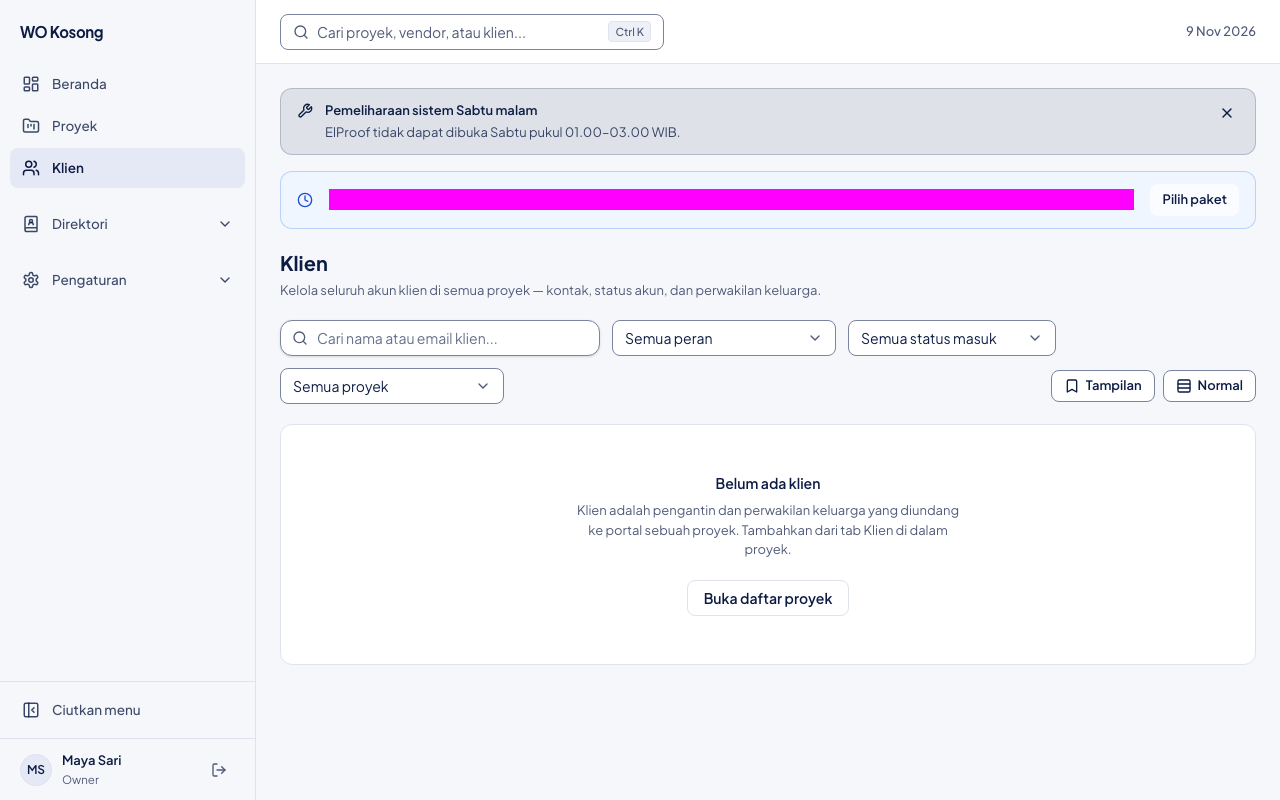 WO Kosong
Cari proyek, vendor, atau klien...
Ctrl K
9 Nov 2026
Beranda
Proyek
Klien
Direktori
Pengaturan
Pemeliharaan sistem Sabtu malam
ElProof tidak dapat dibuka Sabtu pukul 01.00–03.00 WIB.
Pilih paket
Klien
Kelola seluruh akun klien di semua proyek — kontak, status akun, dan perwakilan keluarga.
Cari nama atau email klien...
Semua peran
Semua status masuk
Semua proyek
Tampilan
Normal
Belum ada klien
Klien adalah pengantin dan perwakilan keluarga yang diundang
ke portal sebuah proyek. Tambahkan dari tab Klien di dalam
proyek.
Buka daftar proyek
Ciutkan menu
MS
Maya Sari
Owner